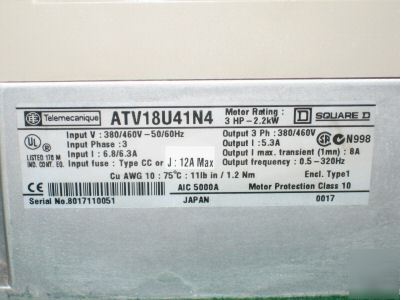 Telemecanique ATV18U41N4 Motor Rating : 3 HP-2.2kW SQUARE D
Input V : 380/460V-50/60Hz
Input Phase : 3
Input I : 6.8/6.3A
Input fuse : Type CC or J : 12A Max
Output 3 Ph : 380/460V
Output I : 5.3A
Output I max. transient (1mn) : 8A
Output frequency : 0.5-320Hz
N998
UL
LISTED 170 M
IND. CONT. EQ.
Cu AWG 10 : 75°C : 11lb in / 1.2 Nm Encl. Type1
CE AIC 5000A Motor Protection Class 10
Serial No.8017110051 JAPAN 0017